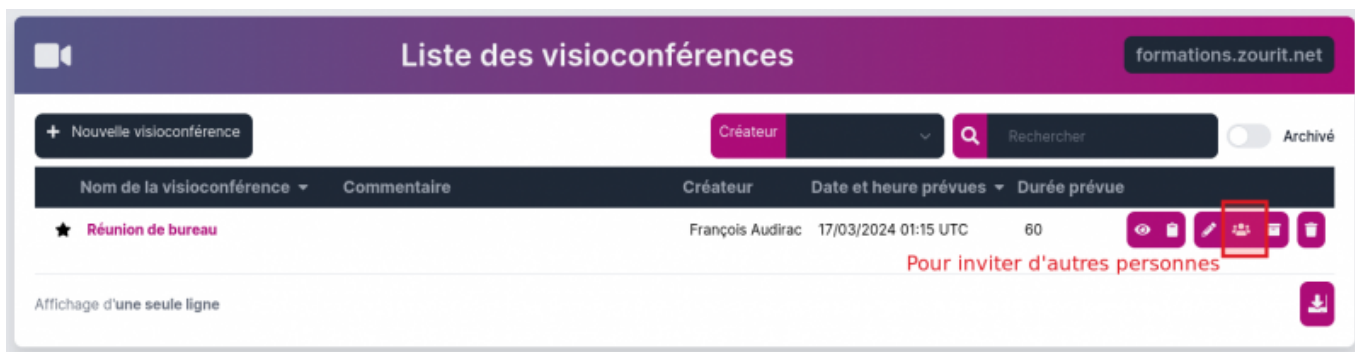 Liste des visioconférences
formations.zourit.net
+ Nouvelle visioconférence
Créateur
Rechercher
Archivé
Nom de la visioconférence Commentaire Créateur Date et heure prévues Durée prévue
Réunion de bureau François Audirac 17/03/2024 01:15 UTC 60
Pour inviter d'autres personnes
Affichage d'une seule ligne